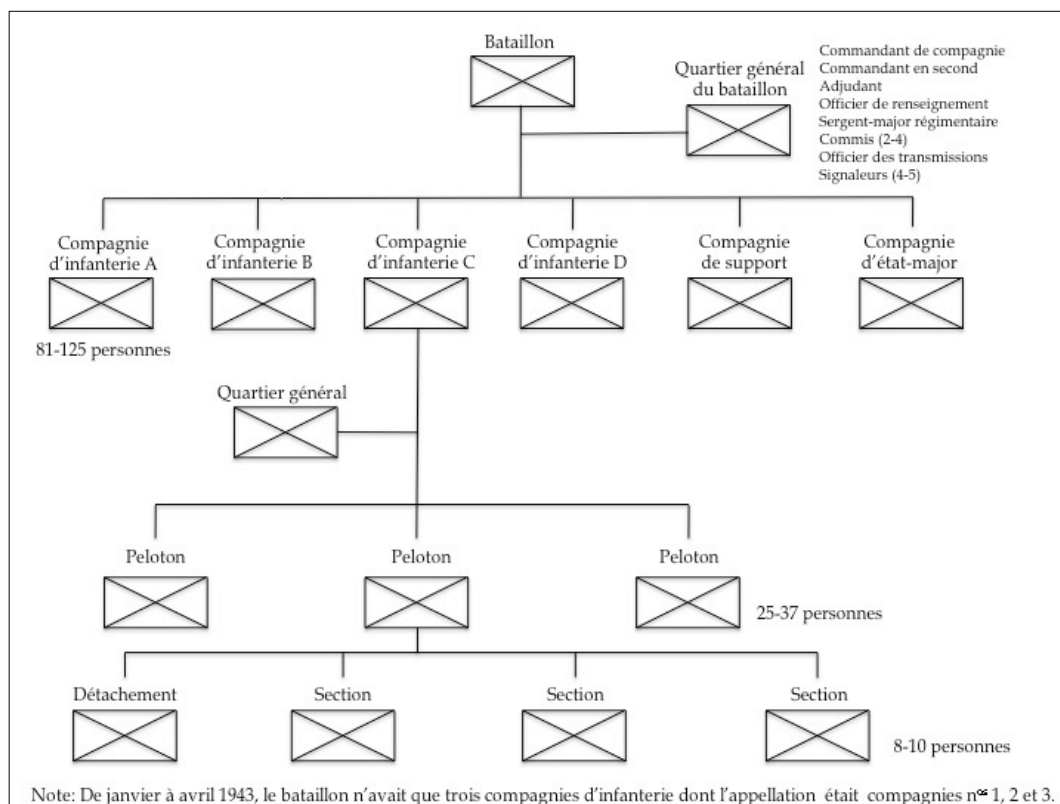 Bataillon
Quartier général
du bataillon
Commandant de compagnie
Commandant en second
Adjudant
Officier de renseignement
Sergent-major régimentaire
Commis (2-4)
Officier des transmissions
Signaleurs (4-5)
Compagnie
d'infanterie A
Compagnie
d'infanterie B
Compagnie
d'infanterie C
Compagnie
d'infanterie D
Compagnie
de support
Compagnie
d'état-major
81-125 personnes
Quartier général
Peloton
Peloton
Peloton
25-37 personnes
Détachement
Section
Section
Section
8-10 personnes
Note: De janvier à avril 1943, le bataillon n'avait que trois compagnies d'infanterie dont l'appellation était compagnies nos 1, 2 et 3.